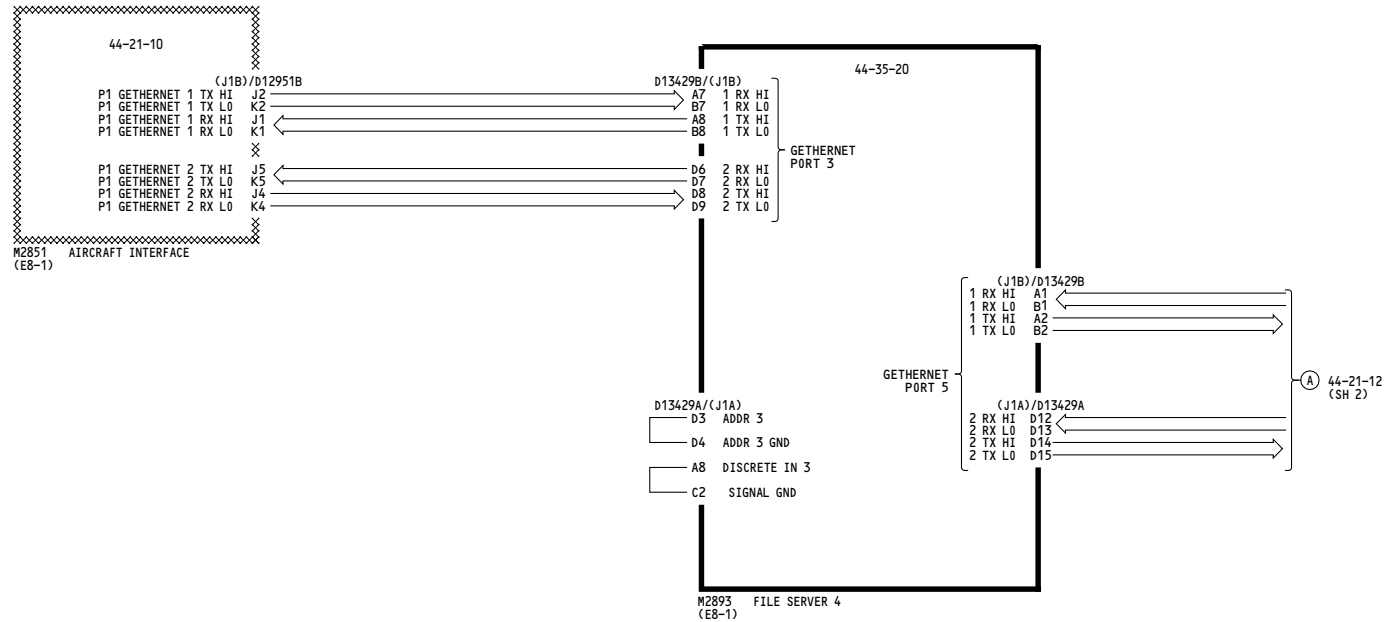 44-21-10
(J1B)/D12951B
P1 GETHERNET 1 TX HI J2
P1 GETHERNET 1 TX LO K2
P1 GETHERNET 1 RX HI J1
P1 GETHERNET 1 RX LO K1
P1 GETHERNET 2 TX HI J5
P1 GETHERNET 2 TX LO K5
P1 GETHERNET 2 RX HI J4
P1 GETHERNET 2 RX LO K4
M2851 AIRCRAFT INTERFACE
(E8-1)
44-35-20
D13429B/(J1B)
A7 1 RX HI
B7 1 RX LO
A8 1 TX HI
B8 1 TX LO
D6 2 RX HI
D7 2 RX LO
D8 2 TX HI
D9 2 TX LO
GETHERNET
PORT 3
(J1B)/D13429B
1 RX HI A1
1 RX LO B1
1 TX HI A2
1 TX LO B2
GETHERNET
PORT 5
(J1A)/D13429A
2 RX HI D12
2 RX LO D13
2 TX HI D14
2 TX LO D15
A 44-21-12
(SH 2)
D13429A/(J1A)
D3 ADDR 3
D4 ADDR 3 GND
A8 DISCRETE IN 3
C2 SIGNAL GND
M2893 FILE SERVER 4
(E8-1)